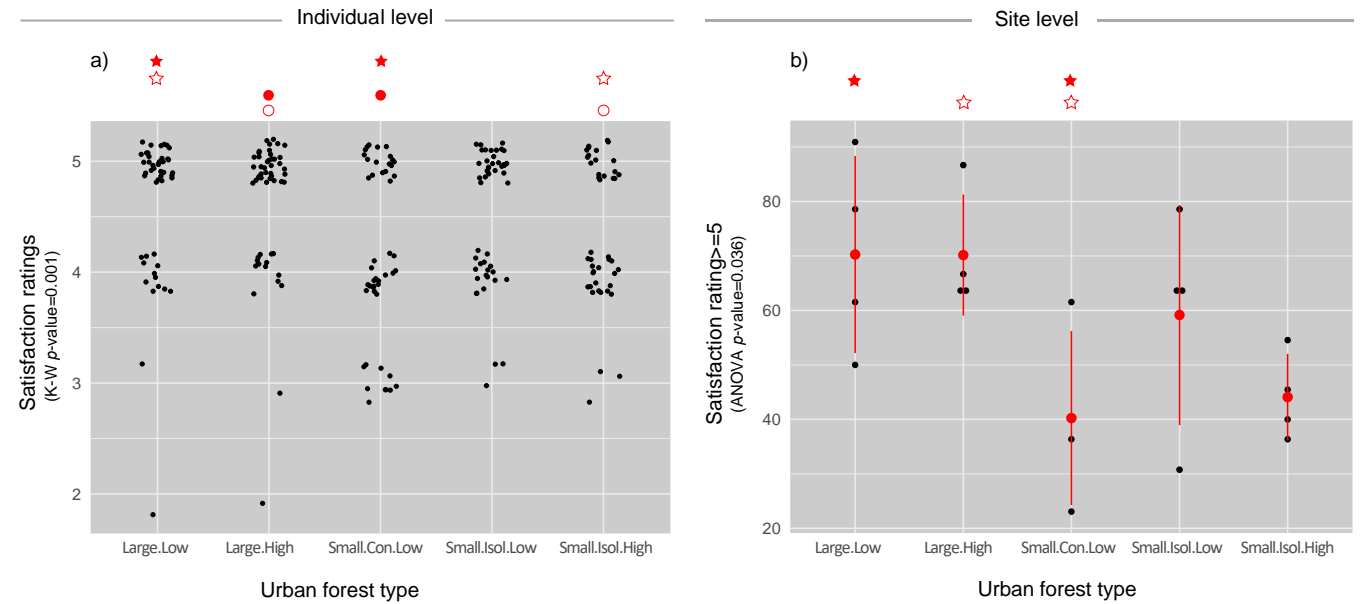 Individual level
a)
Satisfaction ratings
(K-W p-value=0.001)
5
4
3
2
Large.Low
Large.High
Small.Con.Low
Small.Isol.Low
Small.Isol.High
Urban forest type
Site level
b)
Satisfaction rating>=5
(ANOVA p-value=0.036)
80
60
40
20
Large.Low
Large.High
Small.Con.Low
Small.Isol.Low
Small.Isol.High
Urban forest type